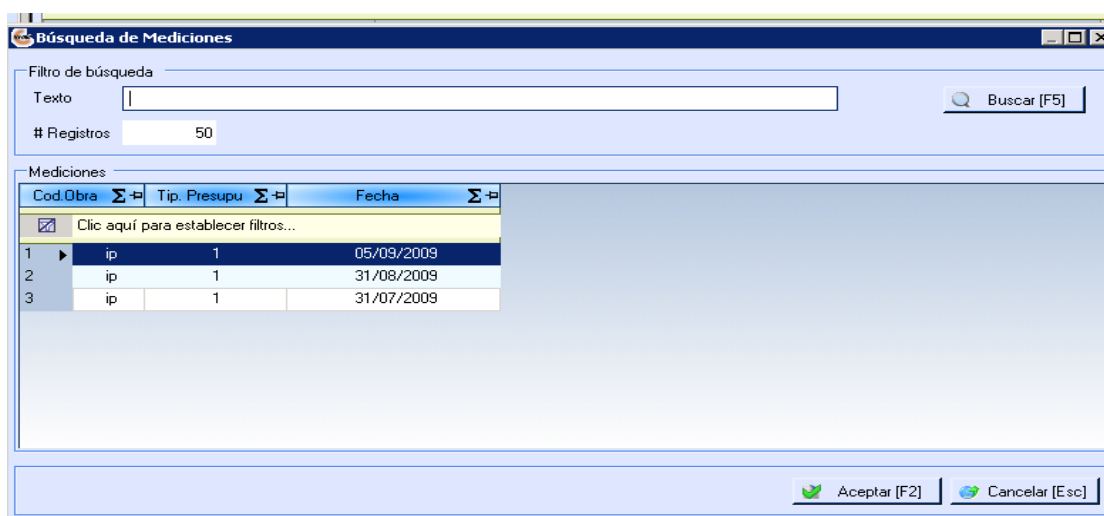 Búsqueda de Mediciones
Filtro de búsqueda
Texto
Buscar [F5]
# Registros 50
Mediciones
Cod.Obra Σ Tip. Presupu Σ Fecha Σ
Clic aquí para establecer filtros...
1 ip 1 05/09/2009
2 ip 1 31/08/2009
3 ip 1 31/07/2009
Aceptar [F2] Cancelar [Esc]